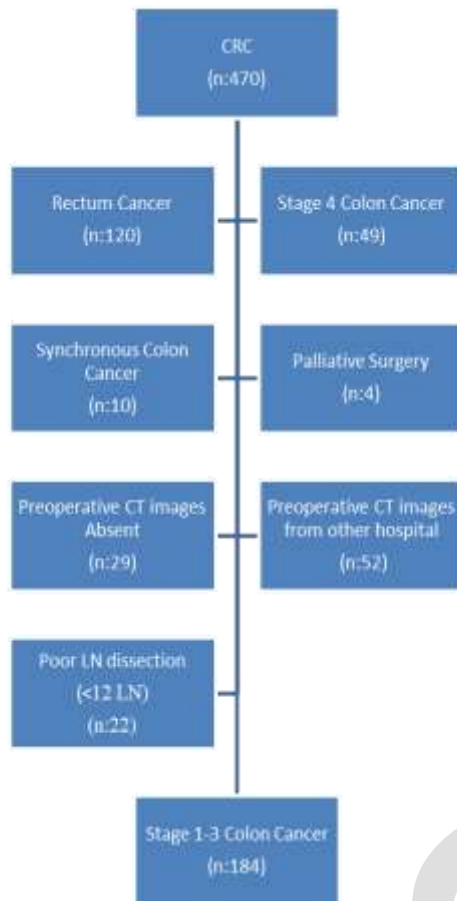 CRC
(n:470)
Rectum Cancer
(n:120)
Stage 4 Colon Cancer
(n:49)
Synchronous Colon
Cancer
(n:10)
Palliative Surgery
(n:4)
Preoperative CT images
Absent
(n:29)
Preoperative CT images
from other hospital
(n:52)
Poor LN dissection
(<12 LN)
(n:22)
Stage 1-3 Colon Cancer
(n:184)